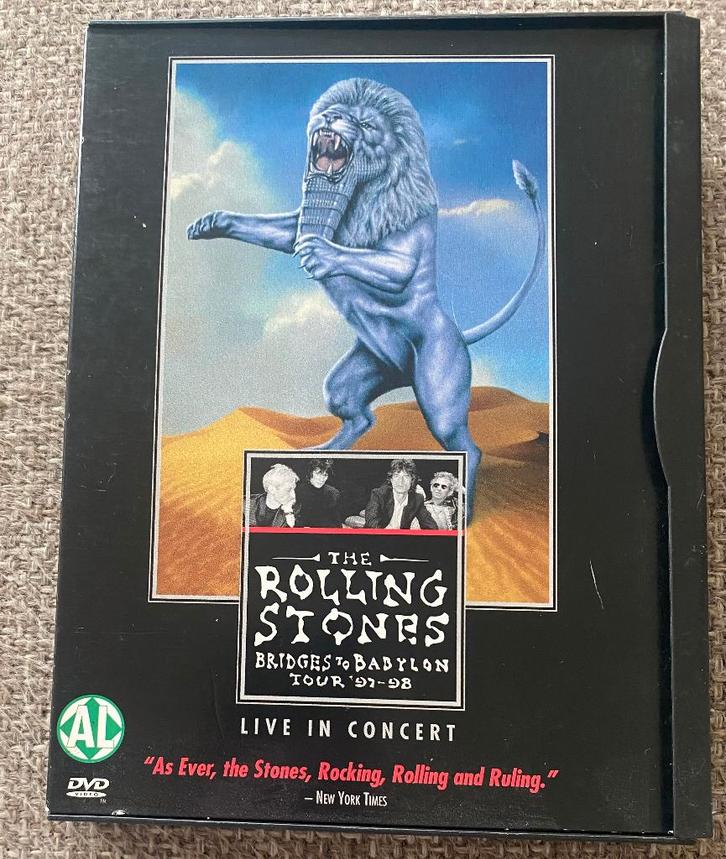 THE
ROLLING
STONES
BRIDGES TO BABYLON
TOUR '97-98
LIVE IN CONCERT
AL
"As Ever, the Stones, Rocking, Rolling and Ruling."
– NEW YORK TIMES
DVD
VIDEO
TM